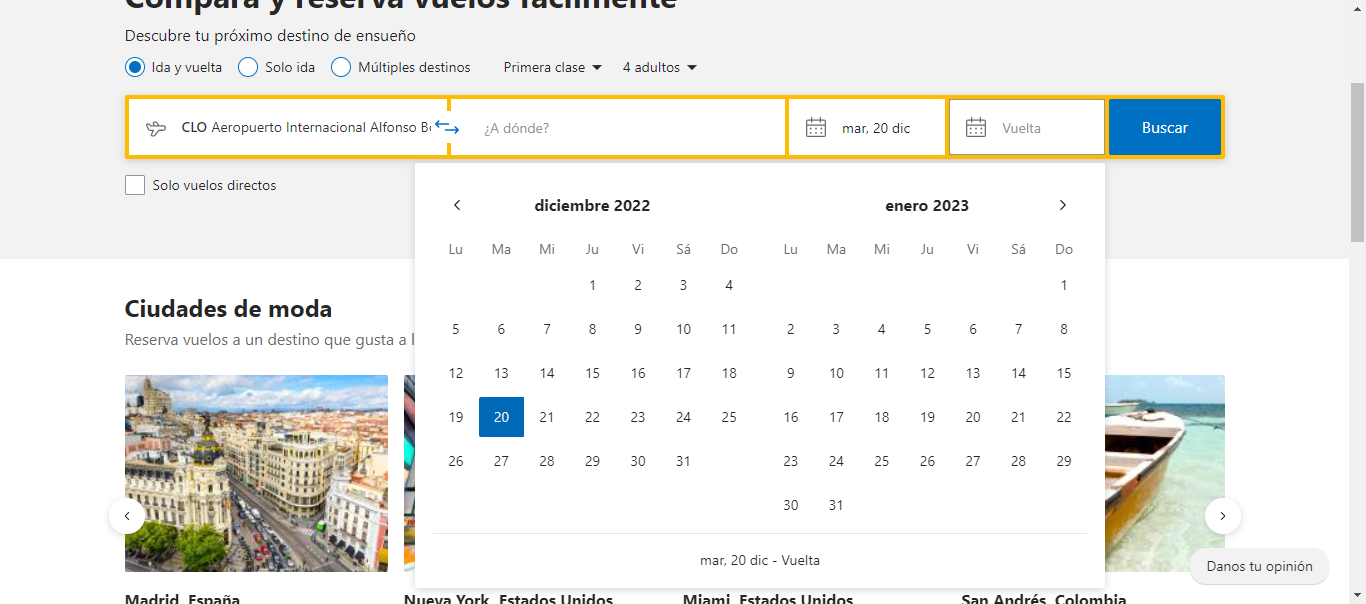 Compara y reserva vuelos fácilmente
Descubre tu próximo destino de ensueño
Ida y vuelta Solo ida Múltiples destinos Primera clase 4 adultos
CLO Aeropuerto Internacional Alfonso ¿A dónde? mar, 20 dic Vuelta Buscar
Solo vuelos directos
diciembre 2022 enero 2023
Lu Ma Mi Ju Vi Sá Do Lu Ma Mi Ju Vi Sá Do
1 2 3 4 1
5 6 7 8 9 10 11 2 3 4 5 6 7 8
12 13 14 15 16 17 18 9 10 11 12 13 14 15
19 20 21 22 23 24 25 16 17 18 19 20 21 22
26 27 28 29 30 31 23 24 25 26 27 28 29
30 31
mar, 20 dic - Vuelta
Ciudades de moda
Reserva vuelos a un destino que gusta a
Danos tu opinión
Madrid, España Nueva York, Estados Unidos Miami, Estados Unidos San Andrés, Colombia